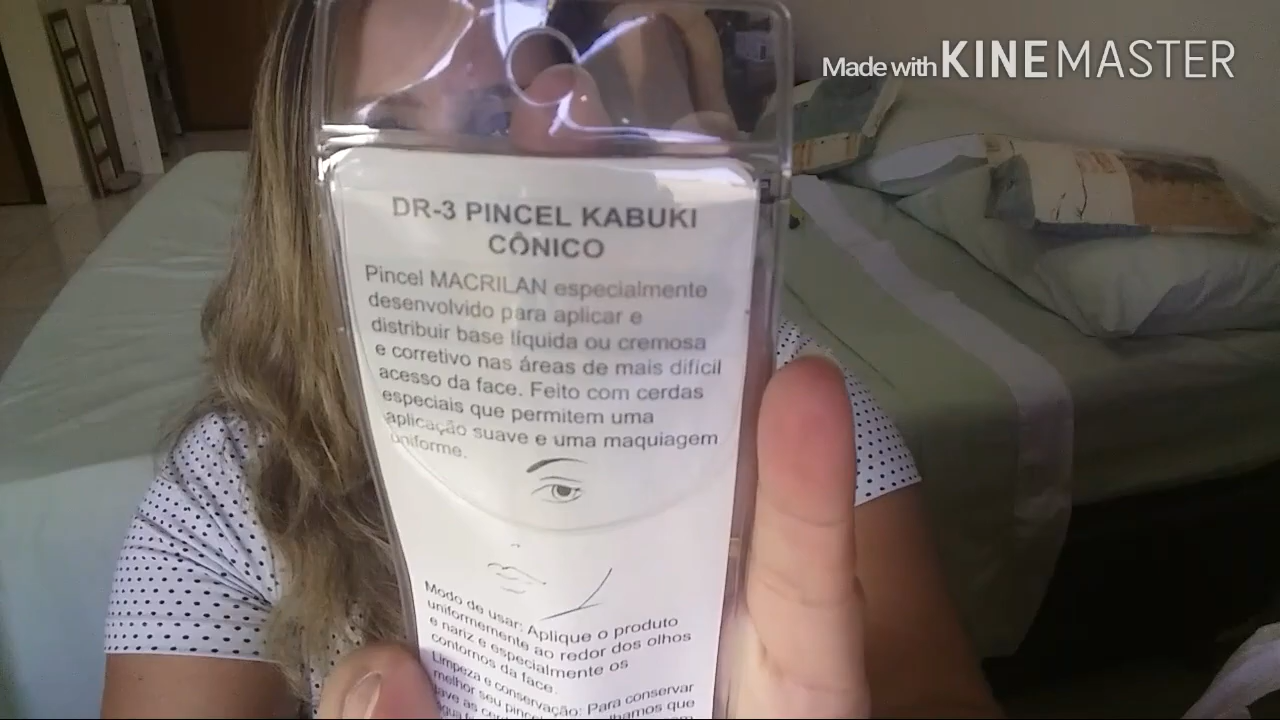 Made with KINEMASTER
DR-3 PINCEL KABUKI
CÔNICO
Pincel MACRILAN especialmente
desenvolvido para aplicar e
distribuir base líquida ou cremosa
e corretivo nas áreas de mais difícil
acesso da face. Feito com cerdas
especiais que permitem uma
aplicação suave e uma maquiagem
uniforme.
Modo de usar: Aplique o produto
uniformemente ao redor dos olhos
e nariz e especialmente os
contornos da face.
Limpeza e conservação: Para conservar
melhor seu pincel que